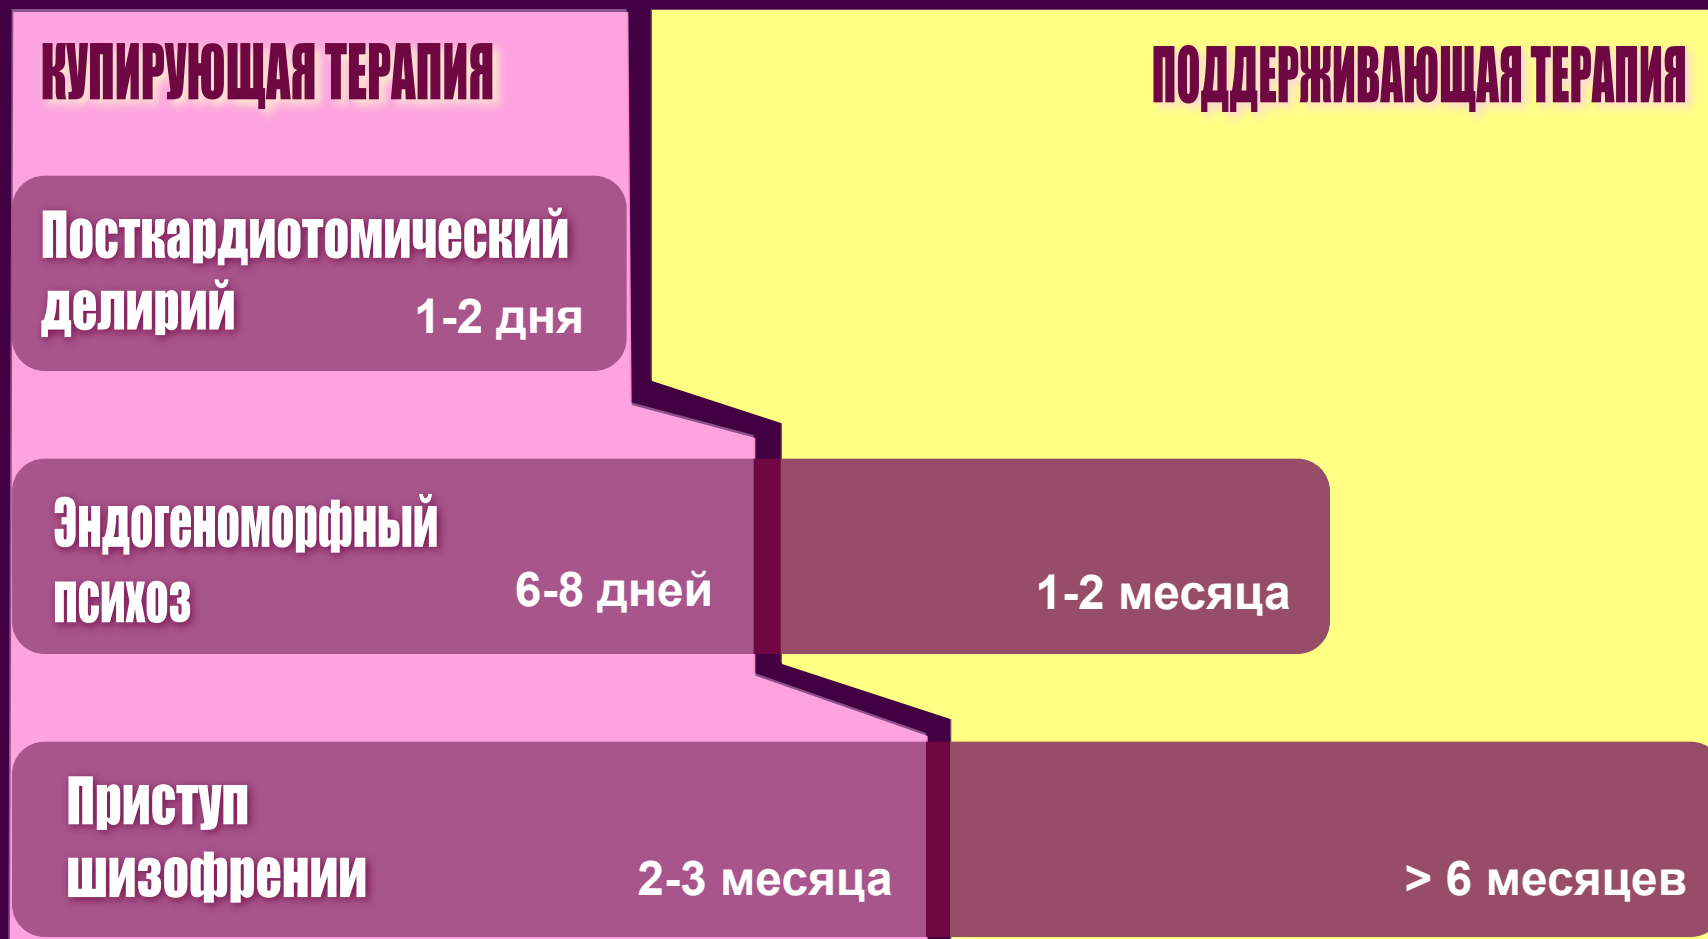 КУПИРУЮЩАЯ ТЕРАПИЯ
ПОДДЕРЖИВАЮЩАЯ ТЕРАПИЯ
Посткардиотомический
делирий
1-2 дня
Эндогеноморфный
психоз
6-8 дней
1-2 месяца
Приступ
шизофрении
2-3 месяца
> 6 месяцев